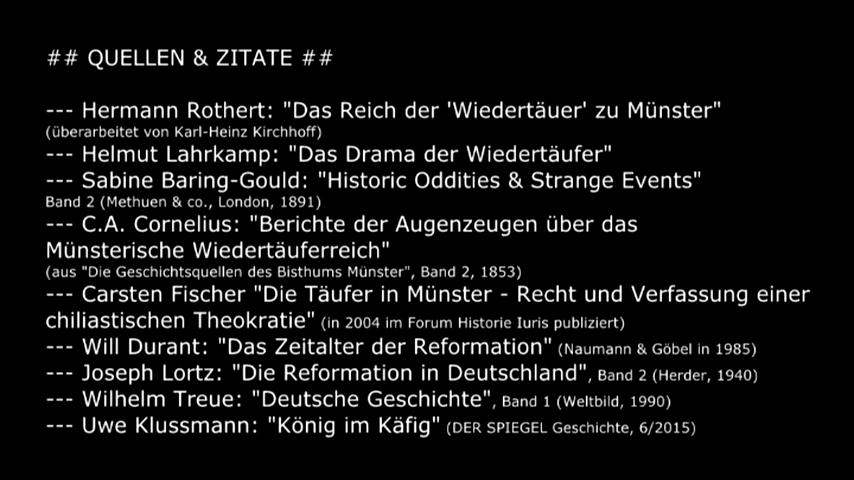 ## QUELLEN & ZITATE ##
--- Hermann Rothert: "Das Reich der 'Wiedertäuer' zu Münster"
(überarbeitet von Karl-Heinz Kirchhoff)
--- Helmut Lahrkamp: "Das Drama der Wiedertäufer"
--- Sabine Baring-Gould: "Historic Oddities & Strange Events"
Band 2 (Methuen & co., London, 1891)
--- C.A. Cornelius: "Berichte der Augenzeugen über das
Münsterische Wiedertäuferreich"
(aus "Die Geschichtsquellen des Bisthums Münster", Band 2, 1853)
--- Carsten Fischer "Die Täufer in Münster - Recht und Verfassung einer
chiliastischen Theokratie" (in 2004 im Forum Historie Iuris publiziert)
--- Will Durant: "Das Zeitalter der Reformation" (Naumann & Göbel in 1985)
--- Joseph Lortz: "Die Reformation in Deutschland", Band 2 (Herder, 1940)
--- Wilhelm Treue: "Deutsche Geschichte", Band 1 (Weltbild, 1990)
--- Uwe Klussmann: "König im Käfig" (DER SPIEGEL Geschichte, 6/2015)